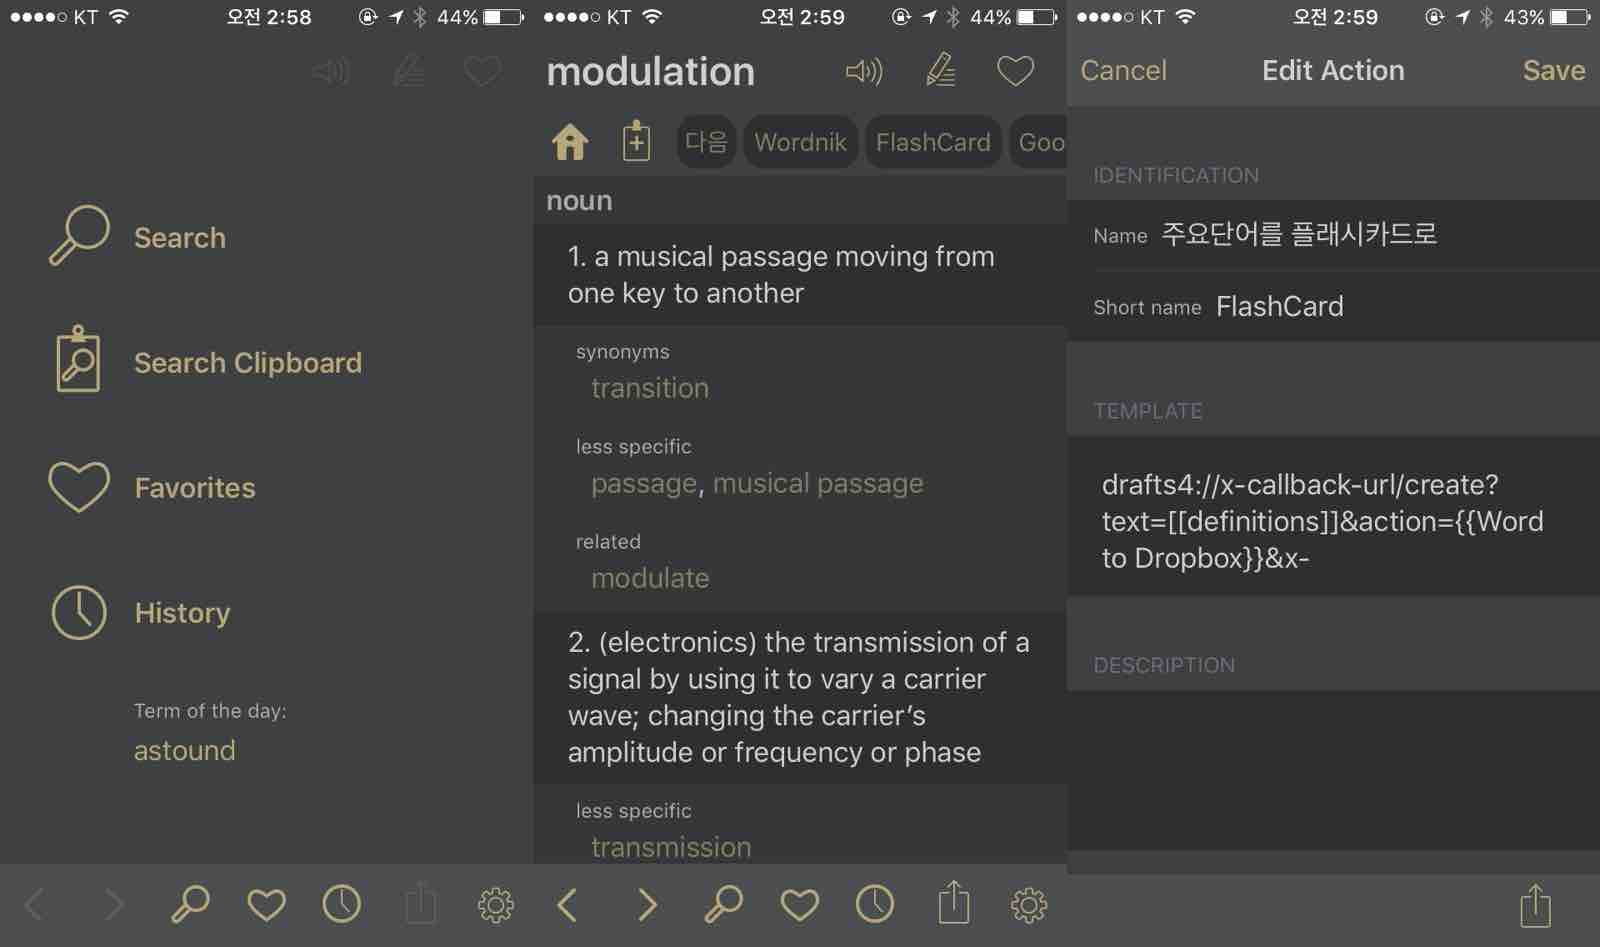 KT 오전 2:58 44%
Search
Search Clipboard
Favorites
History
Term of the day:
astound
KT 오전 2:59 44%
modulation
다음 Wordnik FlashCard Goo
noun
1. a musical passage moving from
one key to another
synonyms
transition
less specific
passage, musical passage
related
modulate
2. (electronics) the transmission of a
signal by using it to vary a carrier
wave; changing the carrier’s
amplitude or frequency or phase
less specific
transmission
KT 오전 2:59 43%
Cancel Edit Action Save
IDENTIFICATION
Name 주요단어를 플래시카드로
Short name FlashCard
TEMPLATE
drafts4://x-callback-url/create?
text=[[definitions]]&action={{Word
to Dropbox}}&x-
DESCRIPTION